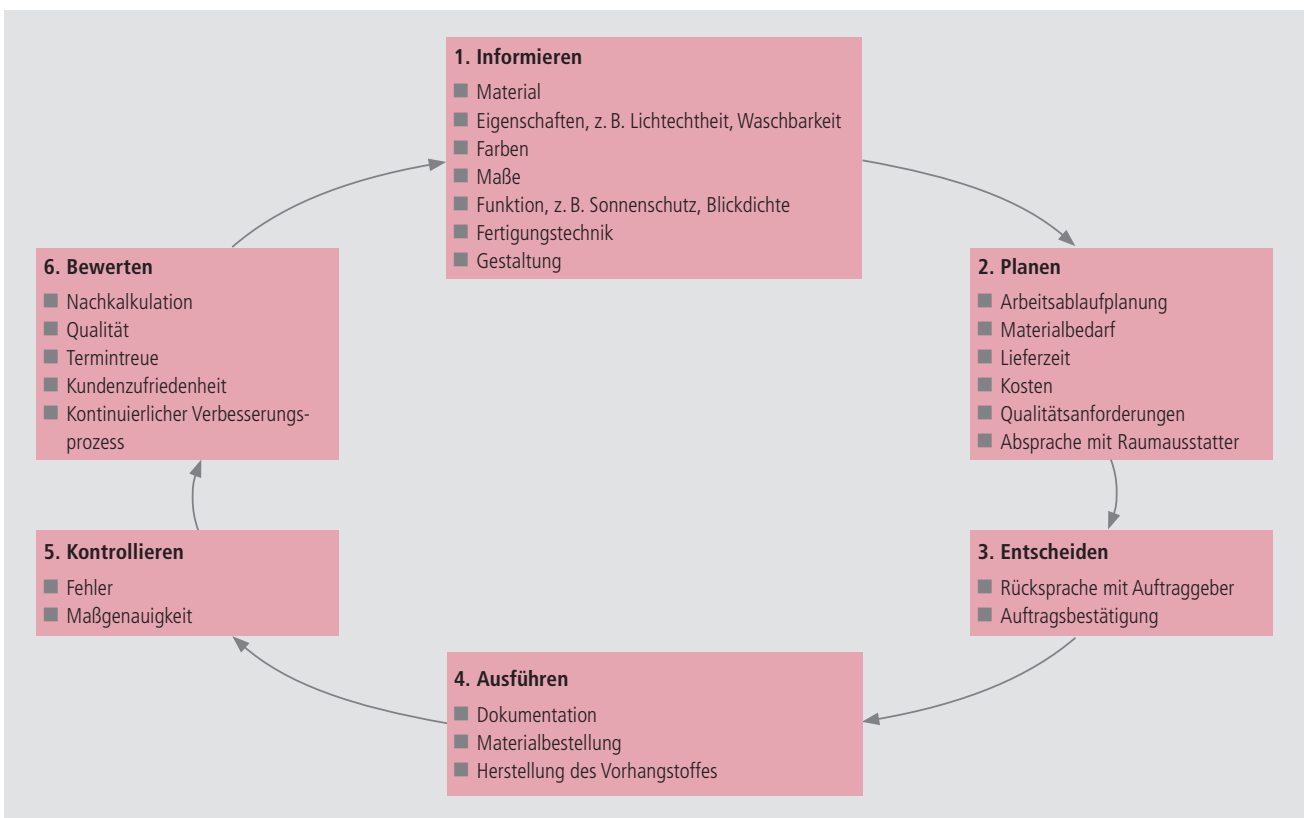 1. Informieren
Material
Eigenschaften, z. B. Lichtechtheit, Waschbarkeit
Farben
Maße
Funktion, z. B. Sonnenschutz, Blickdichte
Fertigungstechnik
Gestaltung
2. Planen
Arbeitsablaufplanung
Materialbedarf
Lieferzeit
Kosten
Qualitätsanforderungen
Absprache mit Raumausstatter
3. Entscheiden
Rücksprache mit Auftraggeber
Auftragsbestätigung
4. Ausführen
Dokumentation
Materialbestellung
Herstellung des Vorhangstoffes
5. Kontrollieren
Fehler
Maßgenauigkeit
6. Bewerten
Nachkalkulation
Qualität
Termintreue
Kundenzufriedenheit
Kontinuierlicher Verbesserungs-
prozess